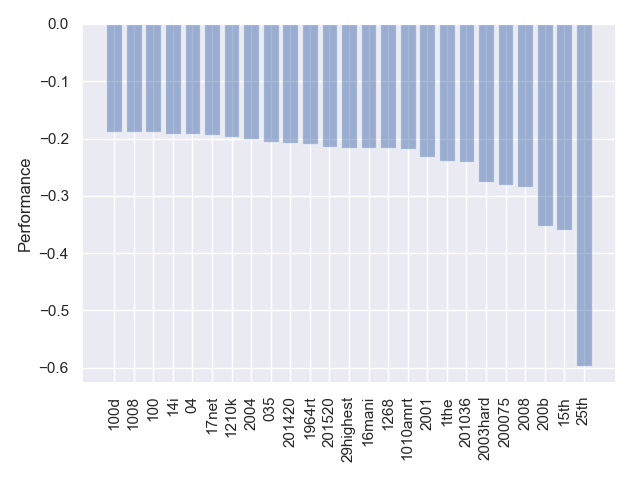 0.0
−0.1
−0.2
−0.3
−0.4
−0.5
−0.6
Performance
100d
1008
100
14i
04
17net
1210k
2004
035
201420
1964rt
201520
29highest
16mani
1268
1010amrt
2001
1the
201036
2003hard
200075
2008
200b
15th
25th